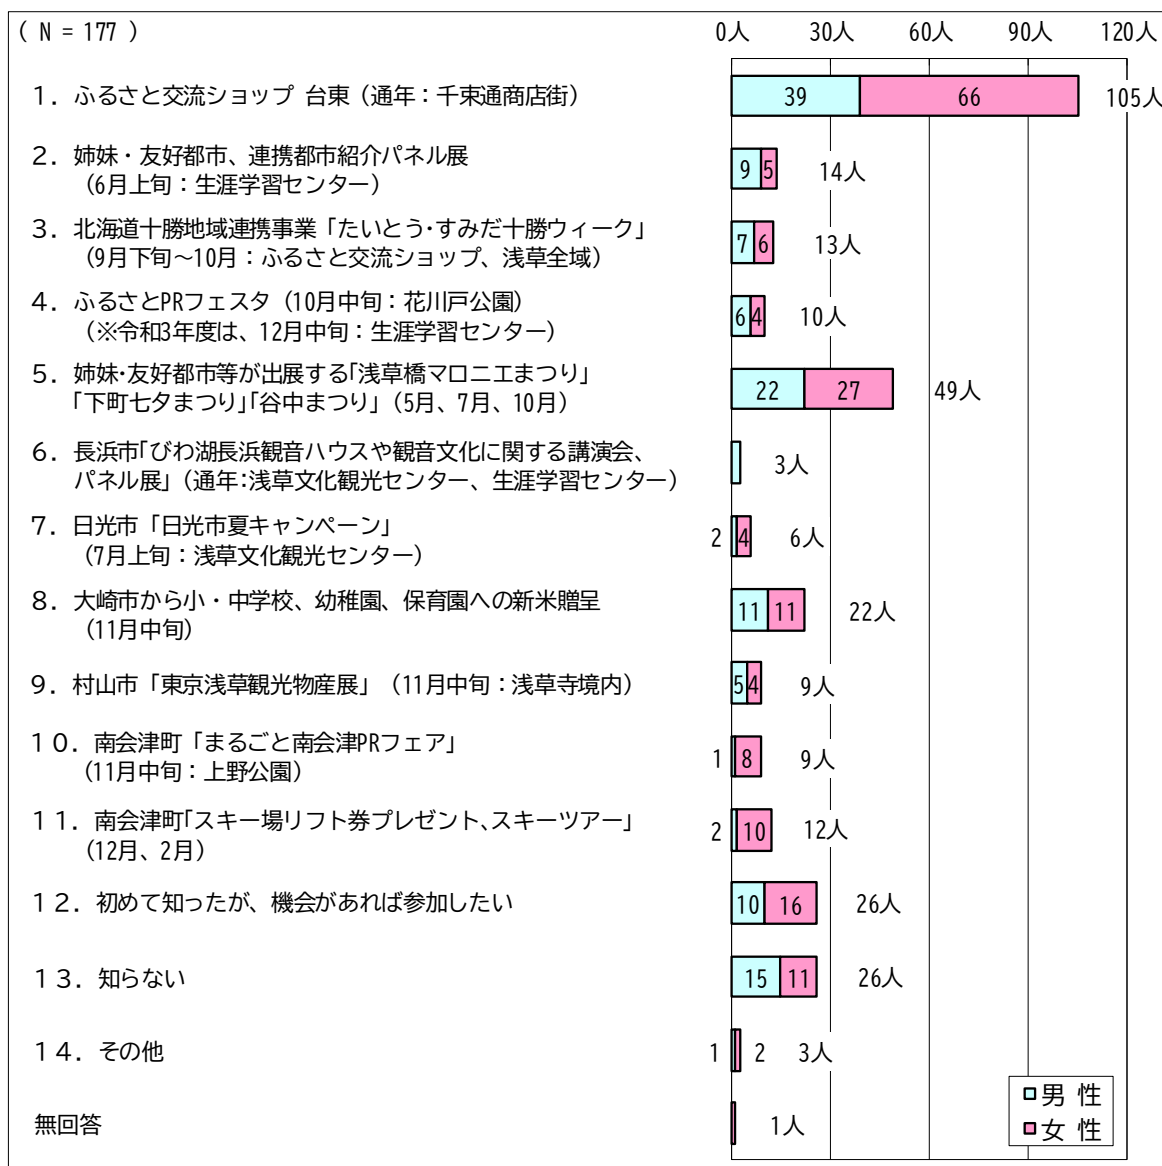 ( N = 177 )
0人 30人 60人 90人 120人
1. ふるさと交流ショップ 台東（通年：千束通商店街）
39 66 105人
2. 姉妹・友好都市、連携都市紹介パネル展
（6月上旬：生涯学習センター）
9 5 14人
3. 北海道十勝地域連携事業「たいとう･すみだ十勝ウィーク」
（9月下旬～10月：ふるさと交流ショップ、浅草全域）
7 6 13人
4. ふるさとPRフェスタ（10月中旬：花川戸公園）
（※令和3年度は、12月中旬：生涯学習センター）
6 4 10人
5. 姉妹･友好都市等が出展する｢浅草橋マロニエまつり｣
｢下町七夕まつり｣｢谷中まつり｣（5月、7月、10月）
22 27 49人
6. 長浜市｢びわ湖長浜観音ハウスや観音文化に関する講演会、
パネル展｣（通年:浅草文化観光センター、生涯学習センター）
3人
7. 日光市「日光市夏キャンペーン」
（7月上旬：浅草文化観光センター）
2 4 6人
8. 大崎市から小・中学校、幼稚園、保育園への新米贈呈
（11月中旬）
11 11 22人
9. 村山市「東京浅草観光物産展」（11月中旬：浅草寺境内）
5 4 9人
10. 南会津町「まるごと南会津PRフェア」
（11月中旬：上野公園）
1 8 9人
11. 南会津町｢スキー場リフト券プレゼント､スキーツアー｣
（12月、2月）
2 10 12人
12. 初めて知ったが、機会があれば参加したい
10 16 26人
13. 知らない
15 11 26人
14. その他
1 2 3人
無回答
1人
男 性
女 性